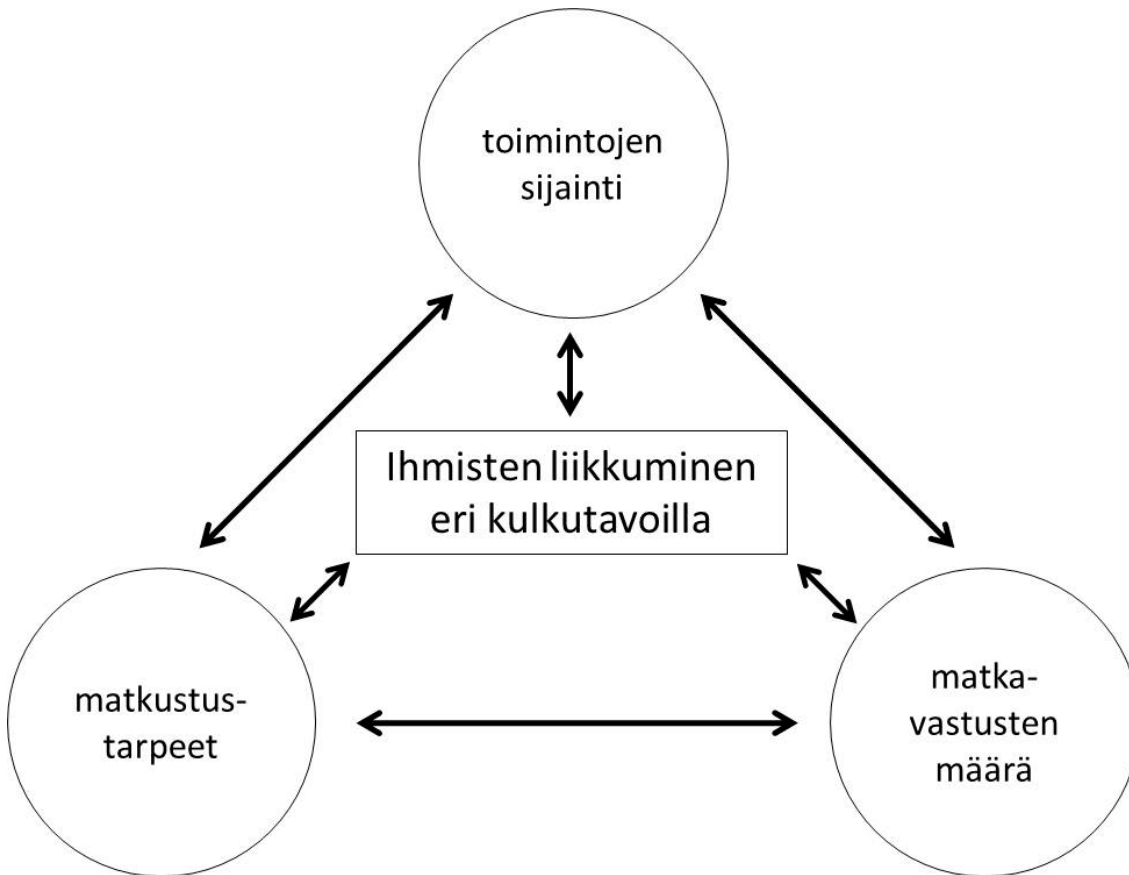 toimintojen
sijainti
Ihmisten liikkuminen
eri kulkutavoilla
matkustus-
tarpeet
matka-
vastusten
määrä